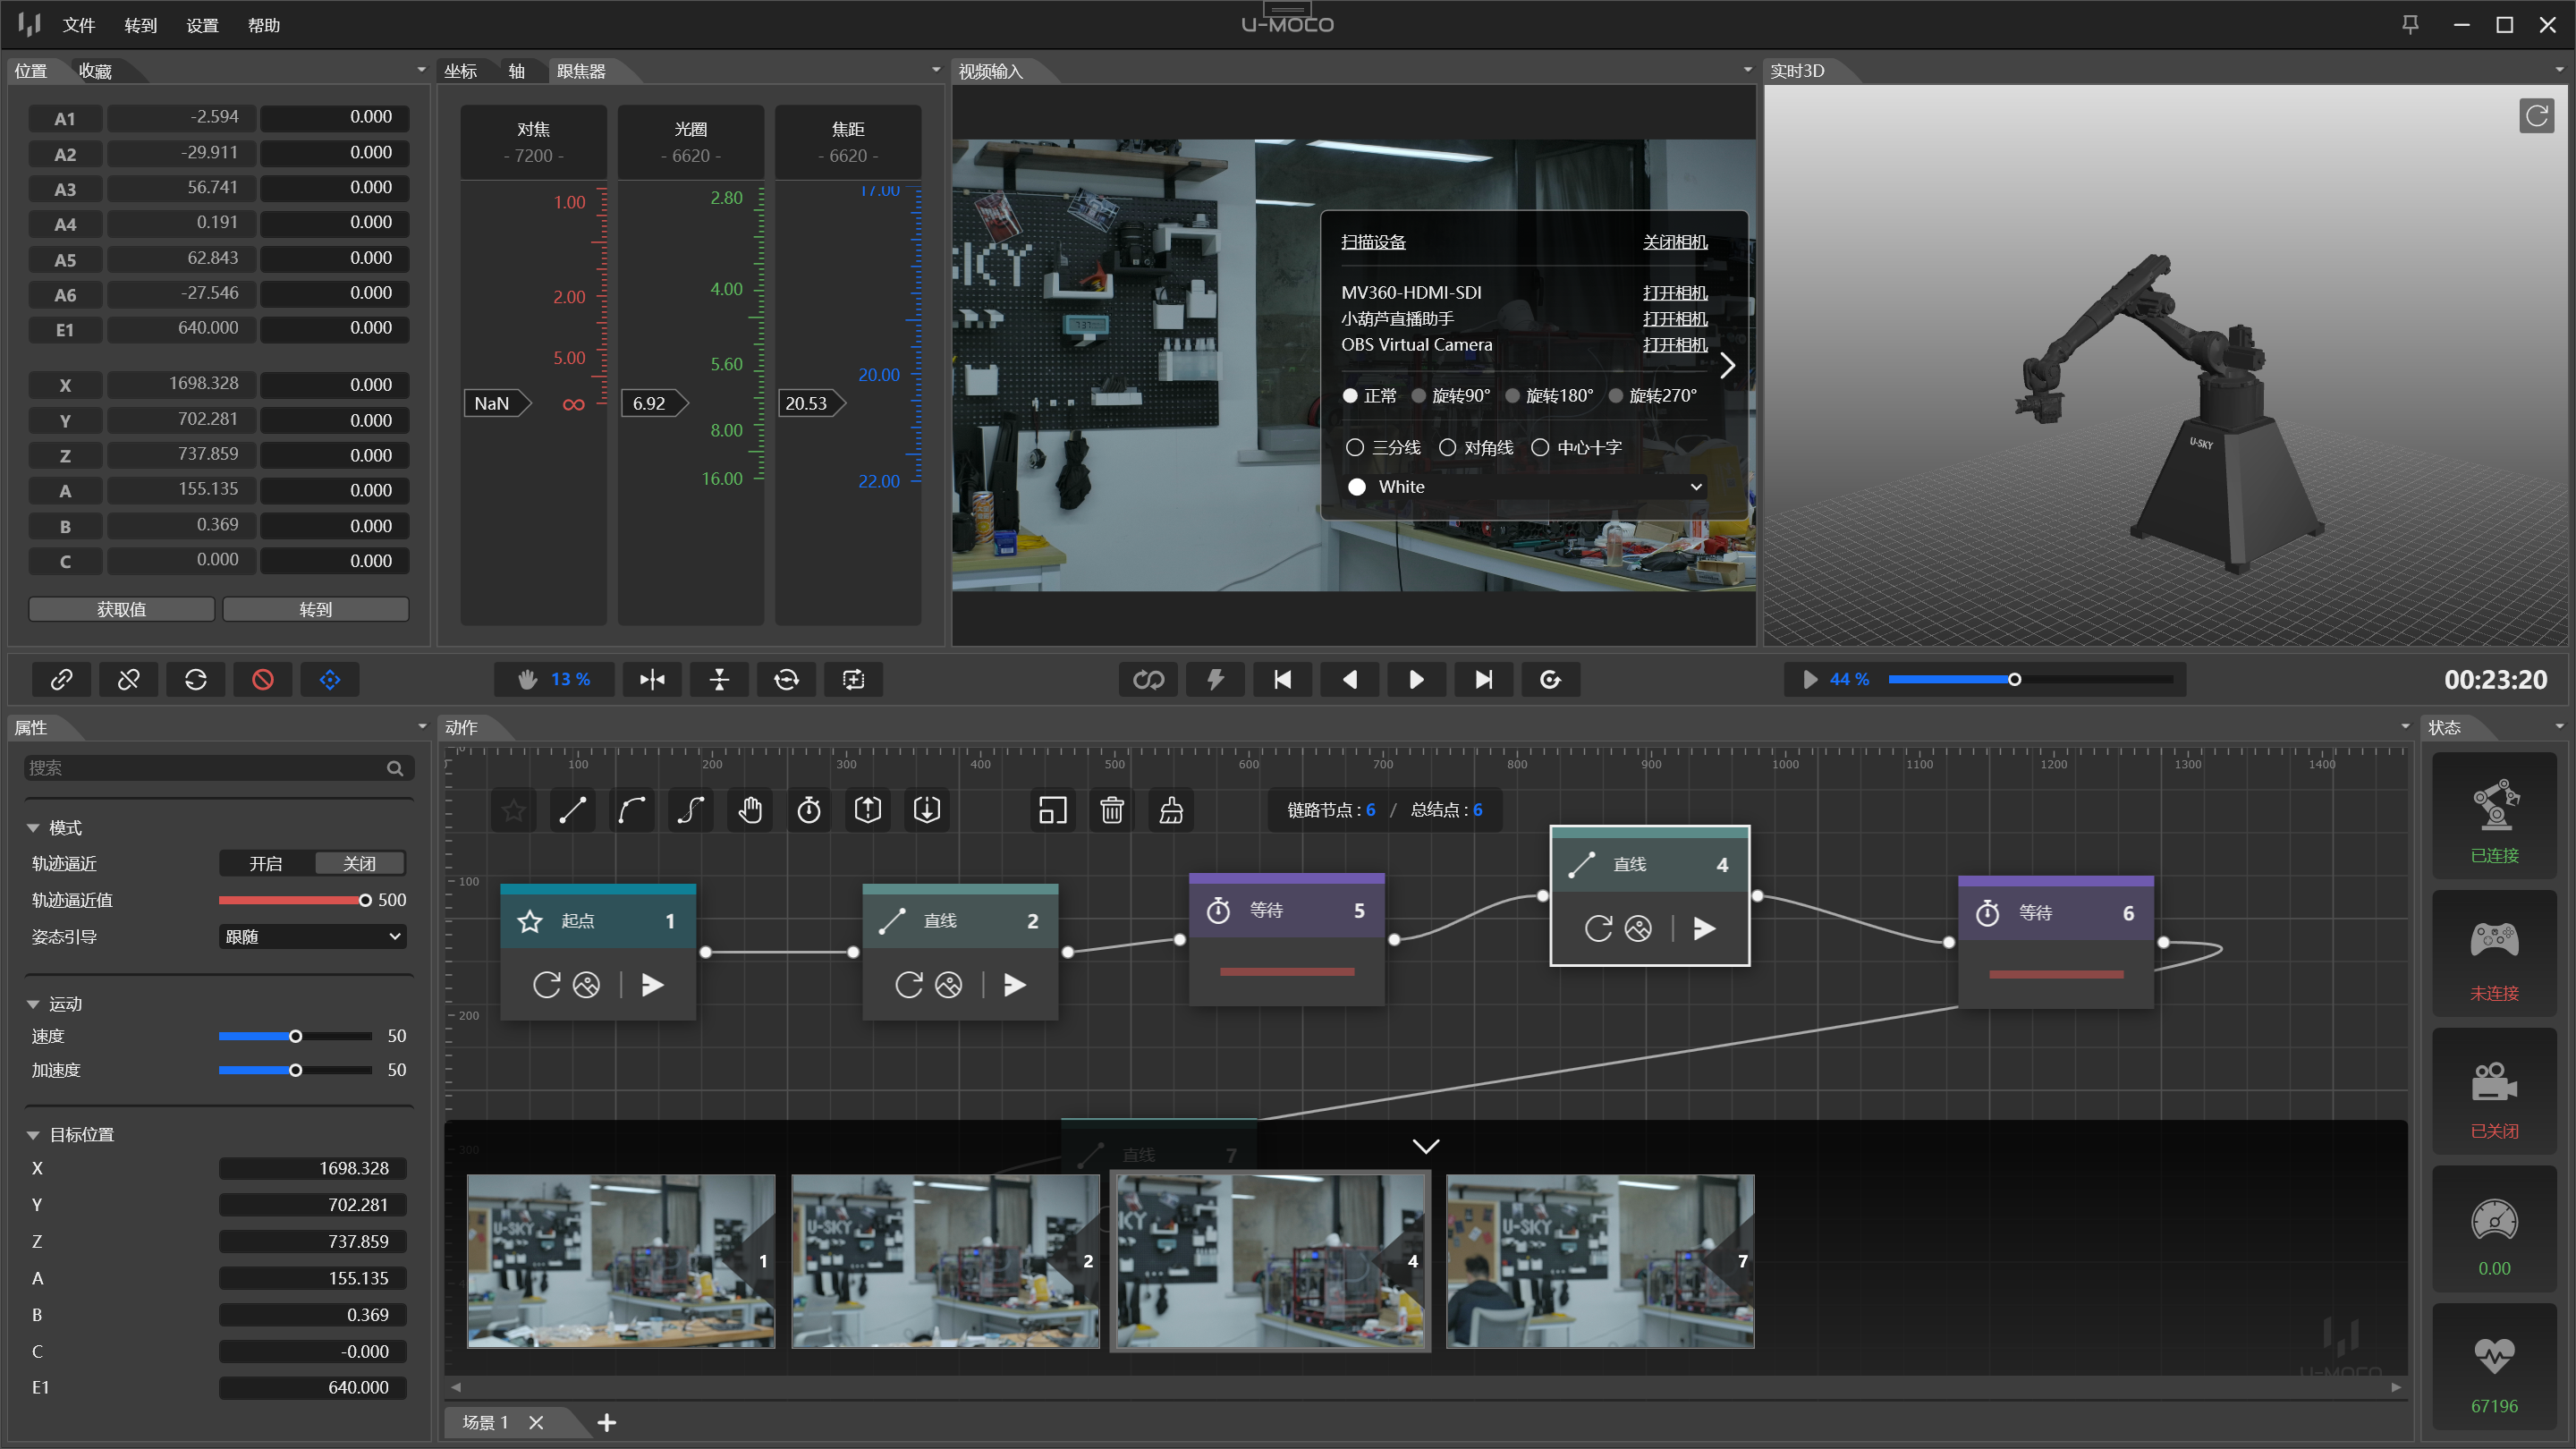 文件 转到 设置 帮助
U-MOCO
位置 收藏
A1 -2.594 0.000
A2 -29.911 0.000
A3 56.741 0.000
A4 0.191 0.000
A5 62.843 0.000
A6 -27.546 0.000
E1 640.000 0.000
X 1698.328 0.000
Y 702.281 0.000
Z 737.859 0.000
A 155.135 0.000
B 0.369 0.000
C 0.000 0.000
获取值 转到
坐标 轴 跟焦器
对焦 光圈 焦距
- 7200 - - 6620 - - 6620 -
1.00
2.00
5.00
NaN ∞
2.80
4.00
5.60
6.92
8.00
16.00
17.00
20.00
20.53
22.00
视频输入
SKY
扫描设备 关闭相机
MV360-HDMI-SDI 打开相机
小葫芦直播助手 打开相机
OBS Virtual Camera 打开相机
正常 旋转90° 旋转180° 旋转270°
三分线 对角线 中心十字
White
实时3D
U-SKY
13 %
44 %
00:23:20
属性
搜索
模式
轨迹逼近 开启 关闭
轨迹逼近值 500
姿态引导 跟随
运动
速度 50
加速度 50
目标位置
X 1698.328
Y 702.281
Z 737.859
A 155.135
B 0.369
C -0.000
E1 640.000
动作
100 200 300 400 500 600 700 800 900 1000 1100 1200 1300 1400
100
200
300
链路节点 : 6 / 总结点 : 6
起点 1
直线 2
等待 5
直线 4
等待 6
直线 7
U-SKY 1
U-SKY 2
KY 4
U-SKY 7
U-MOCO
场景 1
状态
已连接
未连接
已关闭
0.00
67196